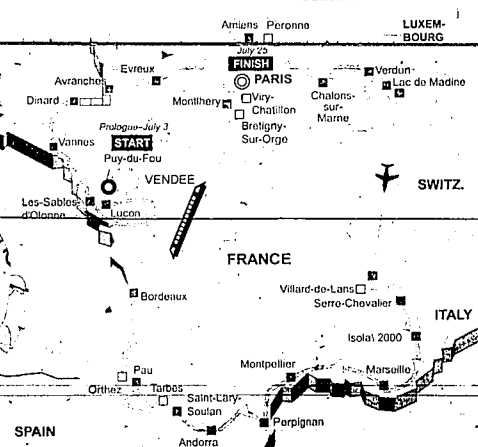 Amiens Peronne
LUXEM-
BOURG
July 25
FINISH
PARIS
Evreux
Avranches
Dinard
Verdun
Lac de Madine
Chalons-
sur-
Marne
Montlhery
Viry-
Chatillon
Bretigny-
Sur-Orge
Prologue-July 3
START
Puy-du-Fou
Vannes
VENDEE
SWITZ.
Les-Sables-
d'Olonne
Lucon
FRANCE
Villard-de-Lans
Serre-Chevalier
Bordeaux
ITALY
Isola\ 2000
Montpellier
Marseille
Pau
Orthez
Tarbes
Saint-Lary-
Soulan
Perpignan
SPAIN
Andorra